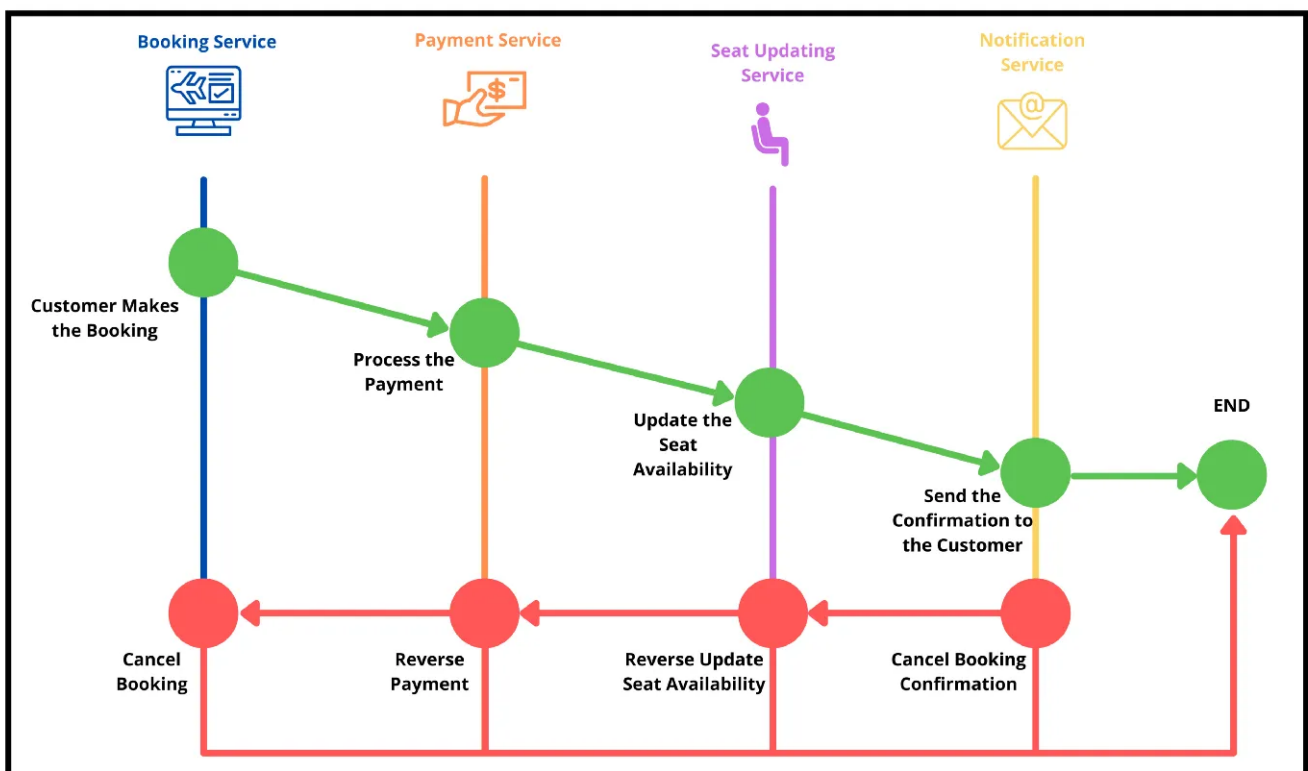 Booking Service
Payment Service
Seat Updating
Service
Notification
Service
$
@
Customer Makes
the Booking
Process the
Payment
Update the
Seat
Availability
Send the
Confirmation to
the Customer
END
Cancel
Booking
Reverse
Payment
Reverse Update
Seat Availability
Cancel Booking
Confirmation